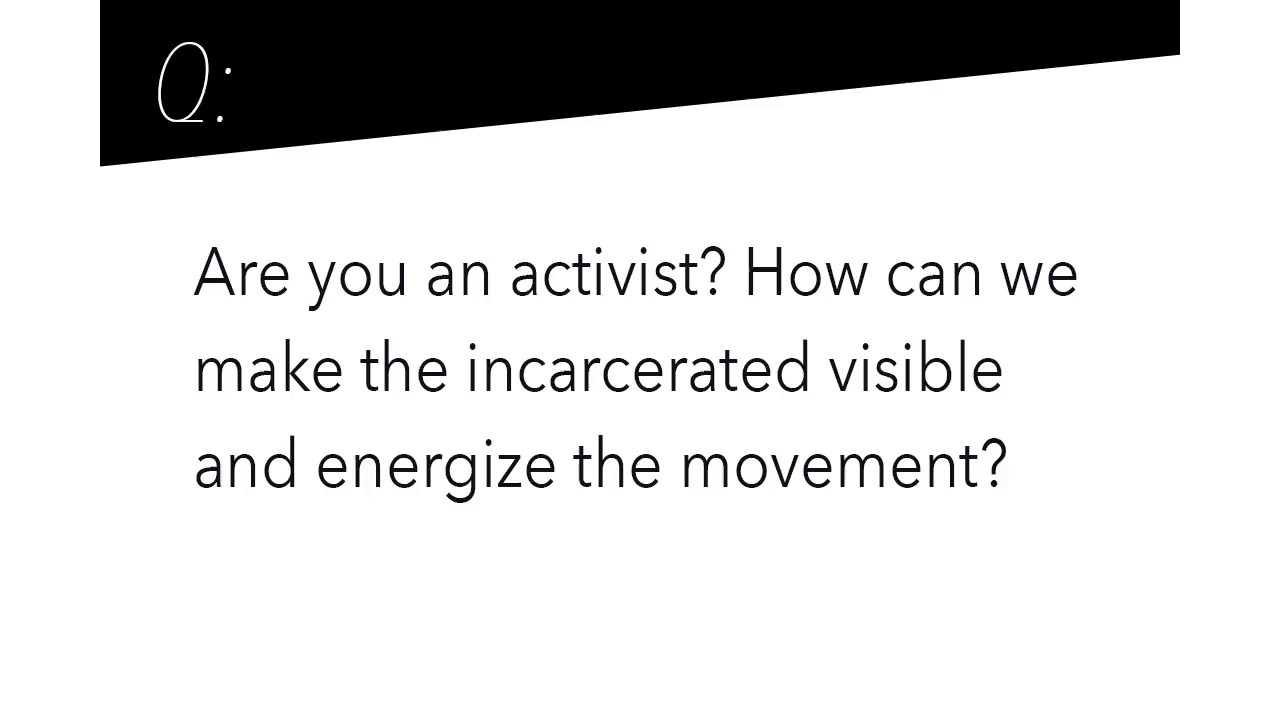 Q:
Are you an activist? How can we
make the incarcerated visible
and energize the movement?